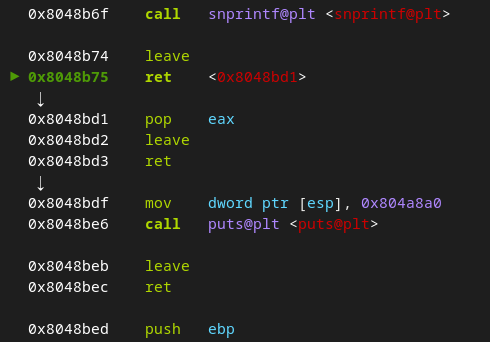 0x8048b6f call snprintf@plt <snprintf@plt>
0x8048b74 leave
► 0x8048b75 ret <0x8048bd1>
↓
0x8048bd1 pop eax
0x8048bd2 leave
0x8048bd3 ret
↓
0x8048bdf mov dword ptr [esp], 0x804a8a0
0x8048be6 call puts@plt <puts@plt>
0x8048beb leave
0x8048bec ret
0x8048bed push ebp